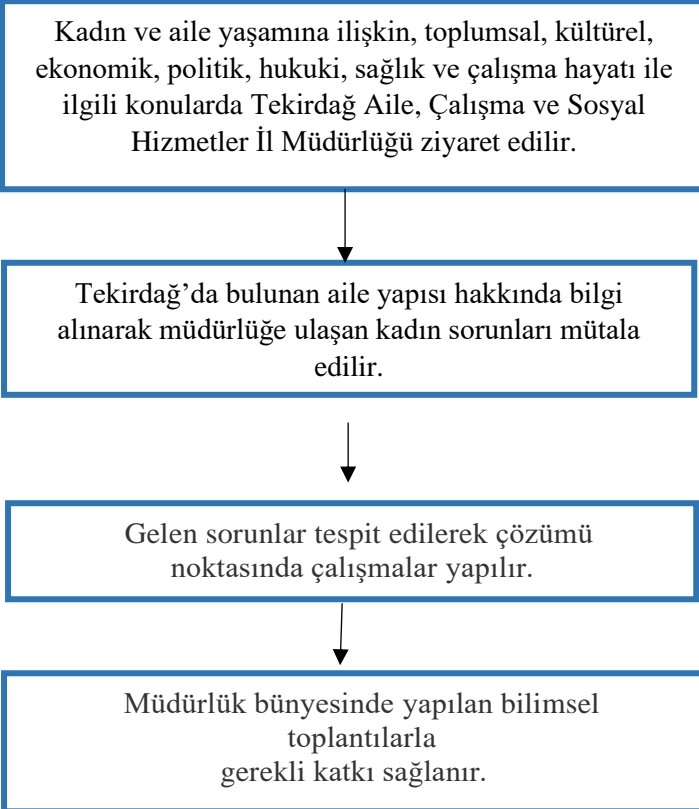 Kadın ve aile yaşamına ilişkin, toplumsal, kültürel,
ekonomik, politik, hukuki, sağlık ve çalışma hayatı ile
ilgili konularda Tekirdağ Aile, Çalışma ve Sosyal
Hizmetler İl Müdürlüğü ziyaret edilir.
Tekirdağ’da bulunan aile yapısı hakkında bilgi
alınarak müdürlüğe ulaşan kadın sorunları mütala
edilir.
Gelen sorunlar tespit edilerek çözümü
noktasında çalışmalar yapılır.
Müdürlük bünyesinde yapılan bilimsel
toplantılarla
gerekli katkı sağlanır.